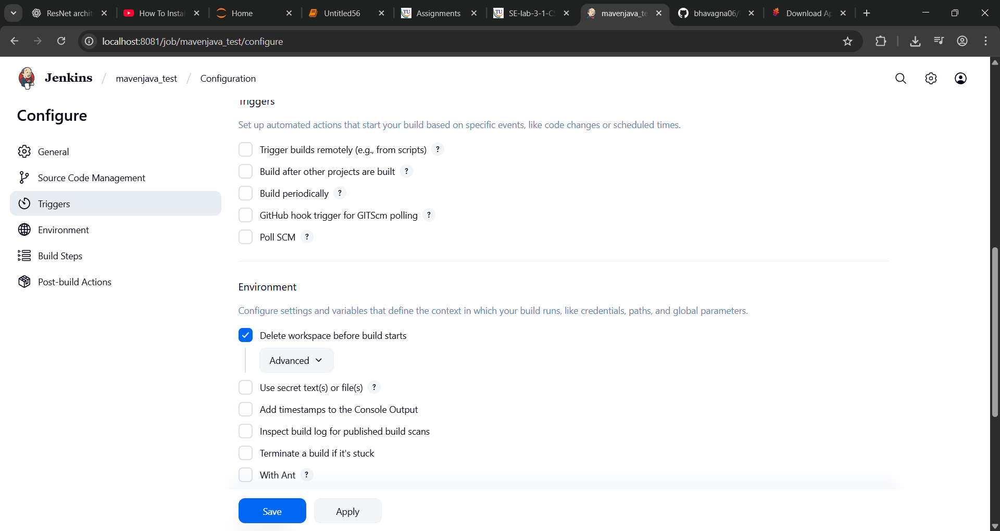 ResNet archit
How To Insta
Home
Untitled56
Assignments
SE-lab-3-1-CS
mavenjava_te
bhavagna06/
Download Ap
localhost:8081/job/mavenjava_test/configure
Jenkins / mavenjava_test / Configuration
Configure
General
Source Code Management
Triggers
Environment
Build Steps
Post-build Actions
Triggers
Set up automated actions that start your build based on specific events, like code changes or scheduled times.
Trigger builds remotely (e.g., from scripts) ?
Build after other projects are built ?
Build periodically ?
GitHub hook trigger for GITScm polling ?
Poll SCM ?
Environment
Configure settings and variables that define the context in which your build runs, like credentials, paths, and global parameters.
Delete workspace before build starts
Advanced
Use secret text(s) or file(s) ?
Add timestamps to the Console Output
Inspect build log for published build scans
Terminate a build if it's stuck
With Ant ?
Save
Apply